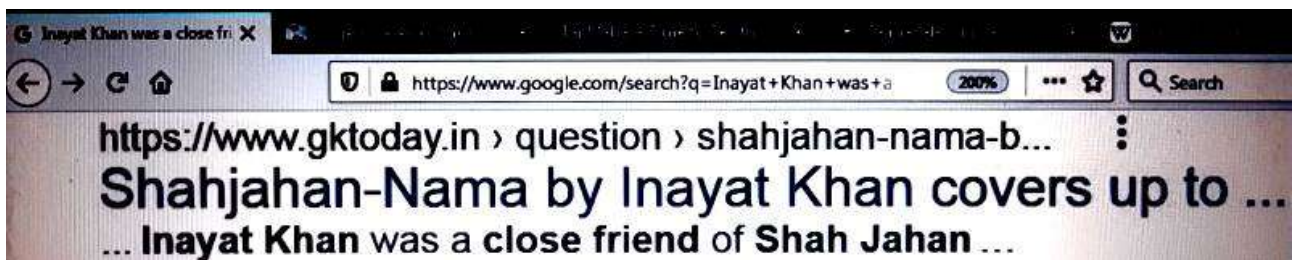 G Inayat Khan was a close fri X W
https://www.google.com/search?q=Inayat+Khan+was+a 200% ... Search
https://www.gktoday.in › question › shahjahan-nama-b...
Shahjahan-Nama by Inayat Khan covers up to ...
... Inayat Khan was a close friend of Shah Jahan ...